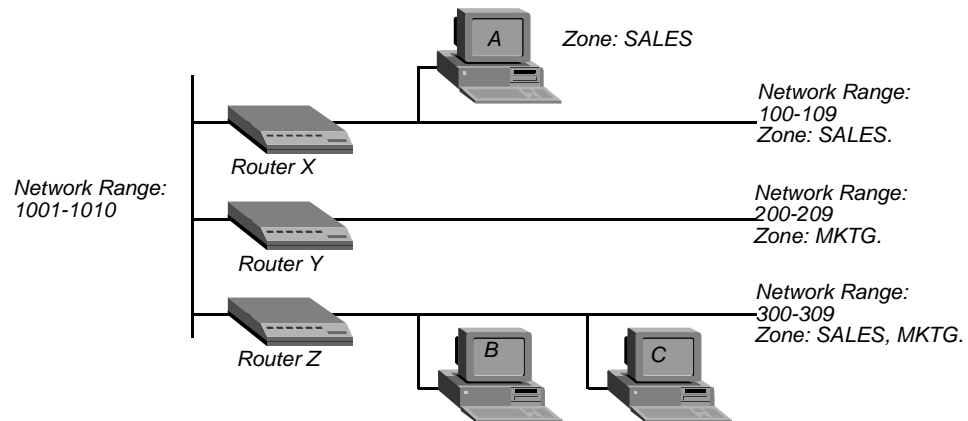 A
Zone: SALES
Network Range:
100-109
Zone: SALES.
Router X
Network Range:
1001-1010
Network Range:
200-209
Zone: MKTG.
Router Y
Network Range:
300-309
Zone: SALES, MKTG.
Router Z
B
C